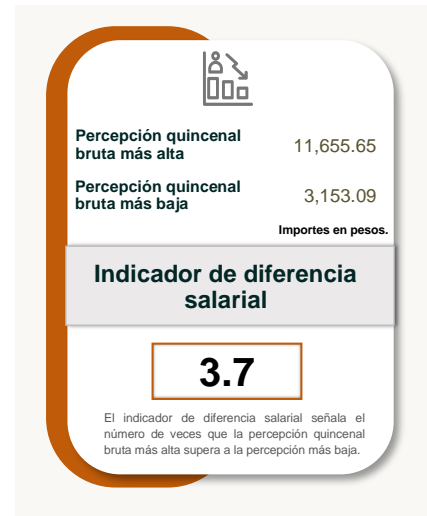 Percepción quincenal
bruta más alta
11,655.65
Percepción quincenal
bruta más baja
3,153.09
Importes en pesos.
Indicador de diferencia
salarial
3.7
El indicador de diferencia salarial señala el
número de veces que la percepción quincenal
bruta más alta supera a la percepción más baja.